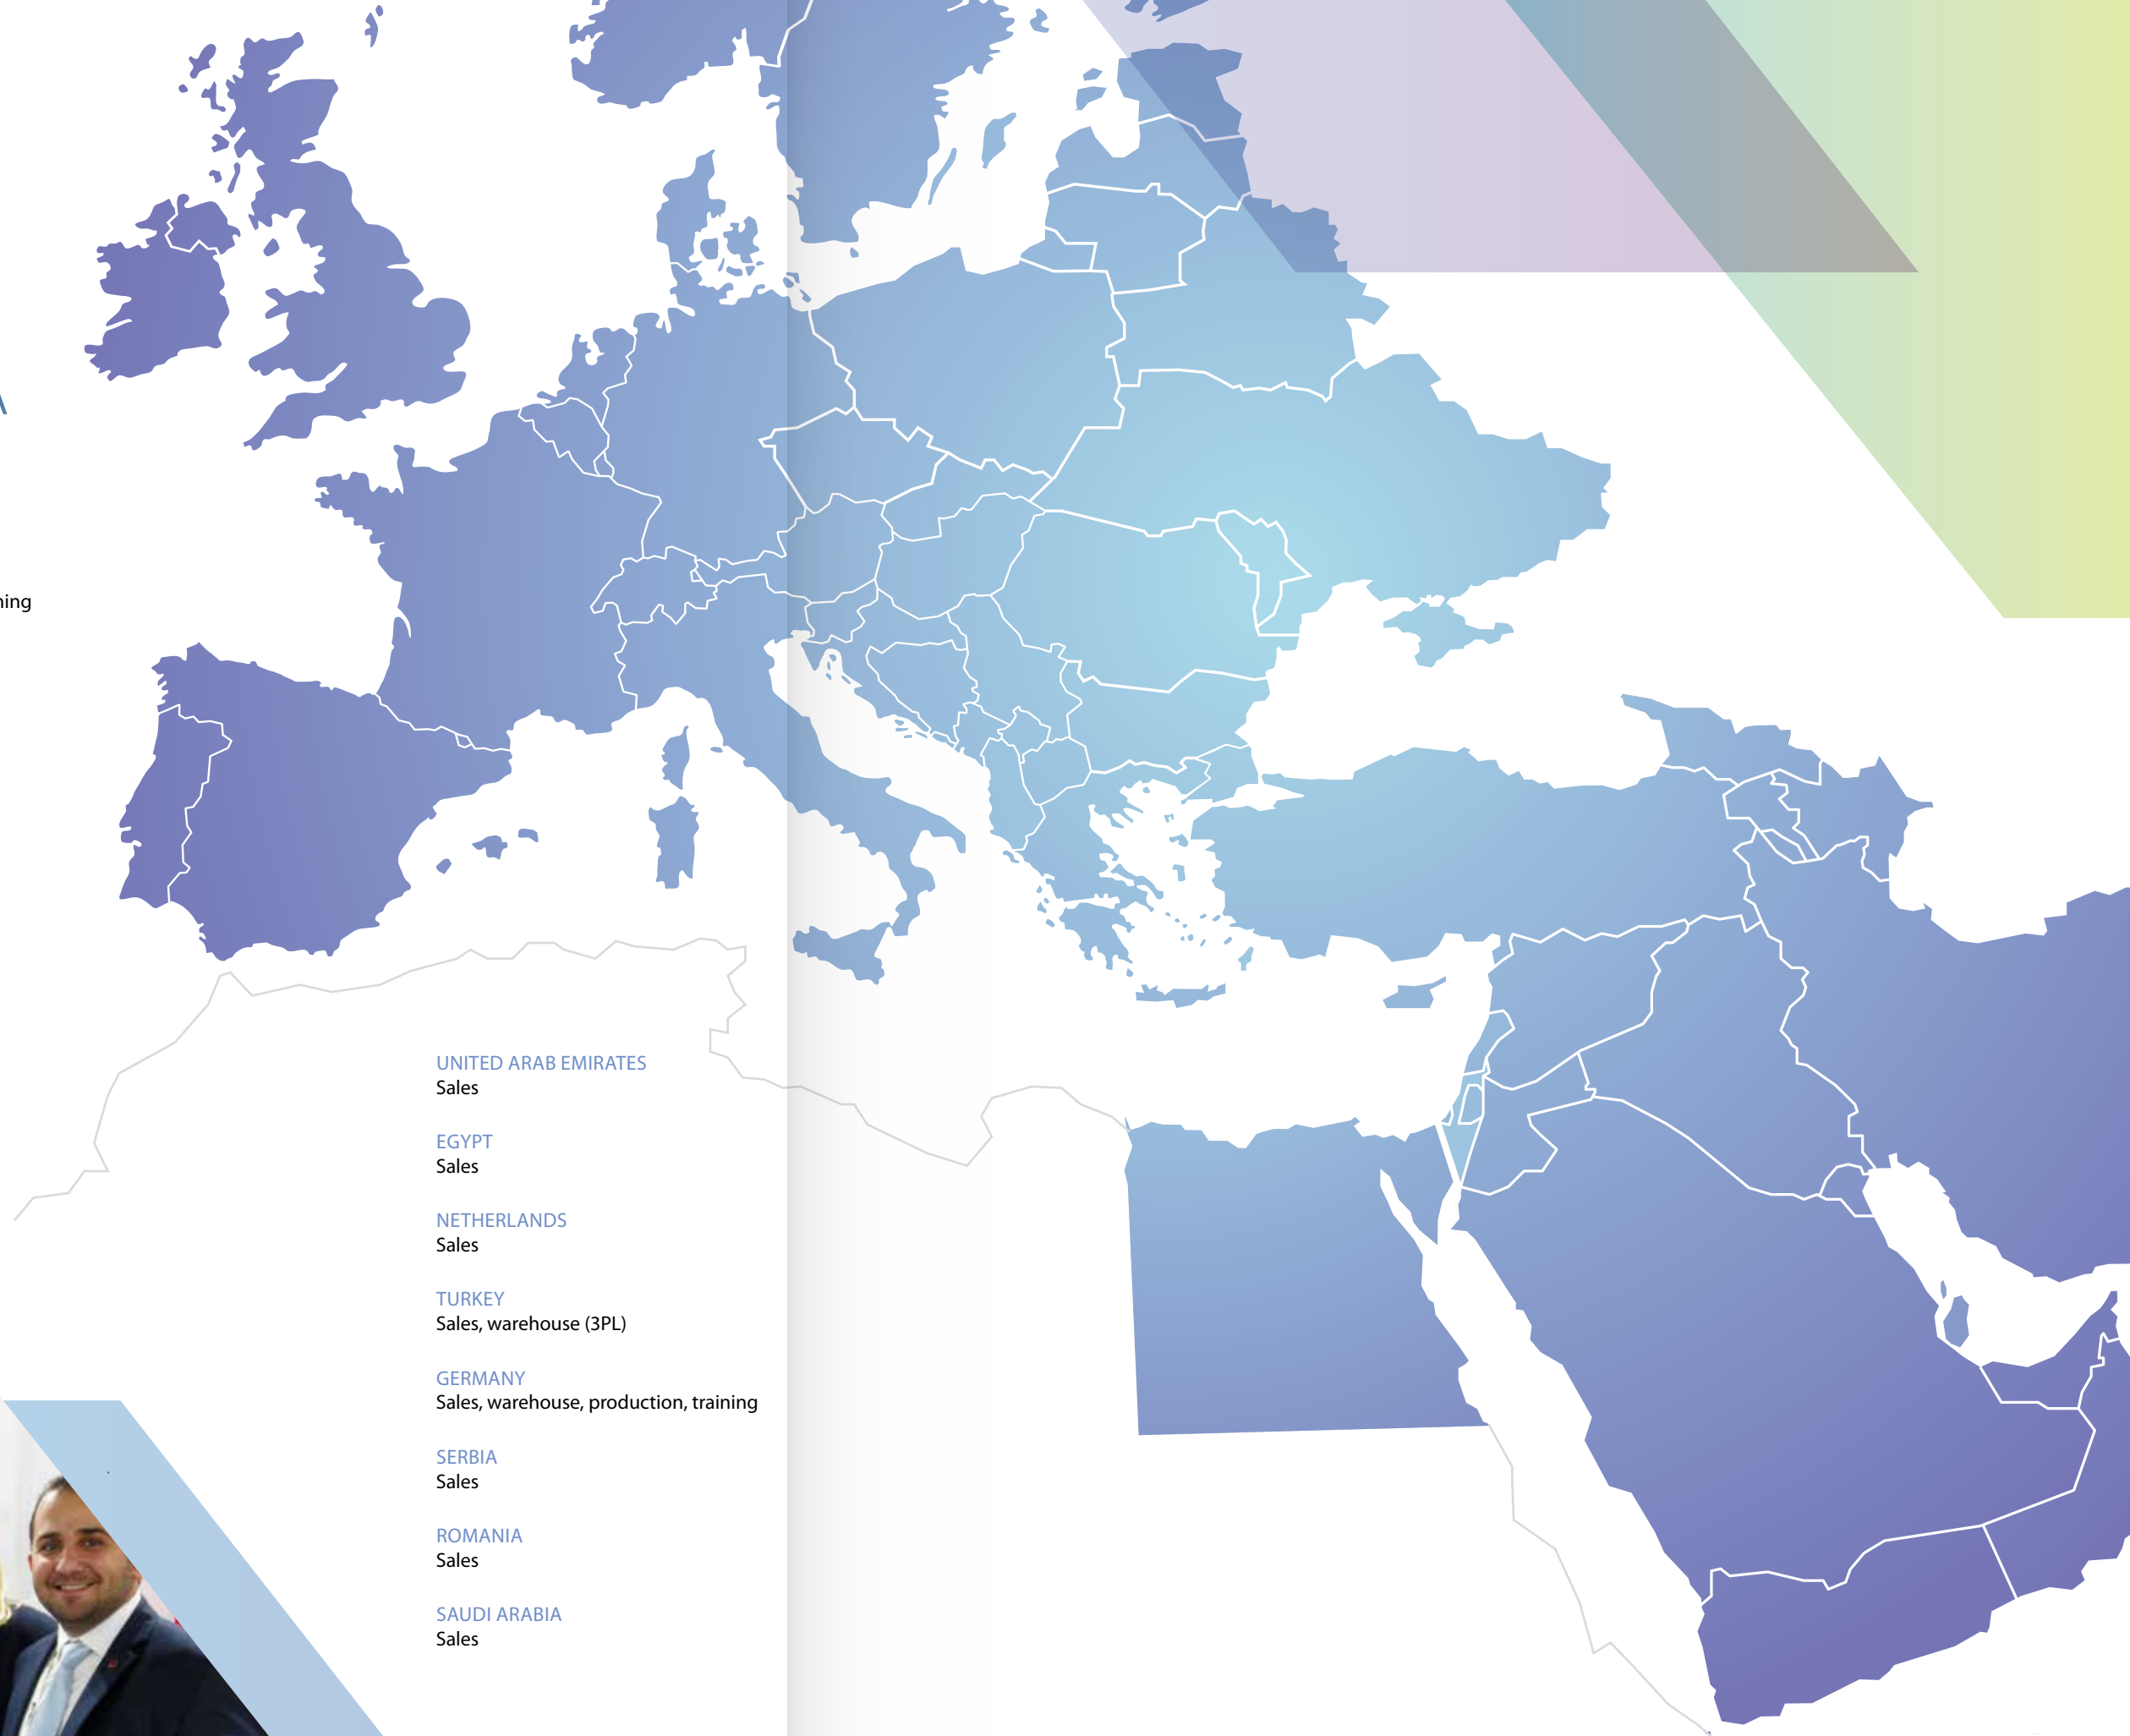 A
ning
UNITED ARAB EMIRATES
Sales
EGYPT
Sales
NETHERLANDS
Sales
TURKEY
Sales, warehouse (3PL)
GERMANY
Sales, warehouse, production, training
SERBIA
Sales
ROMANIA
Sales
SAUDI ARABIA
Sales